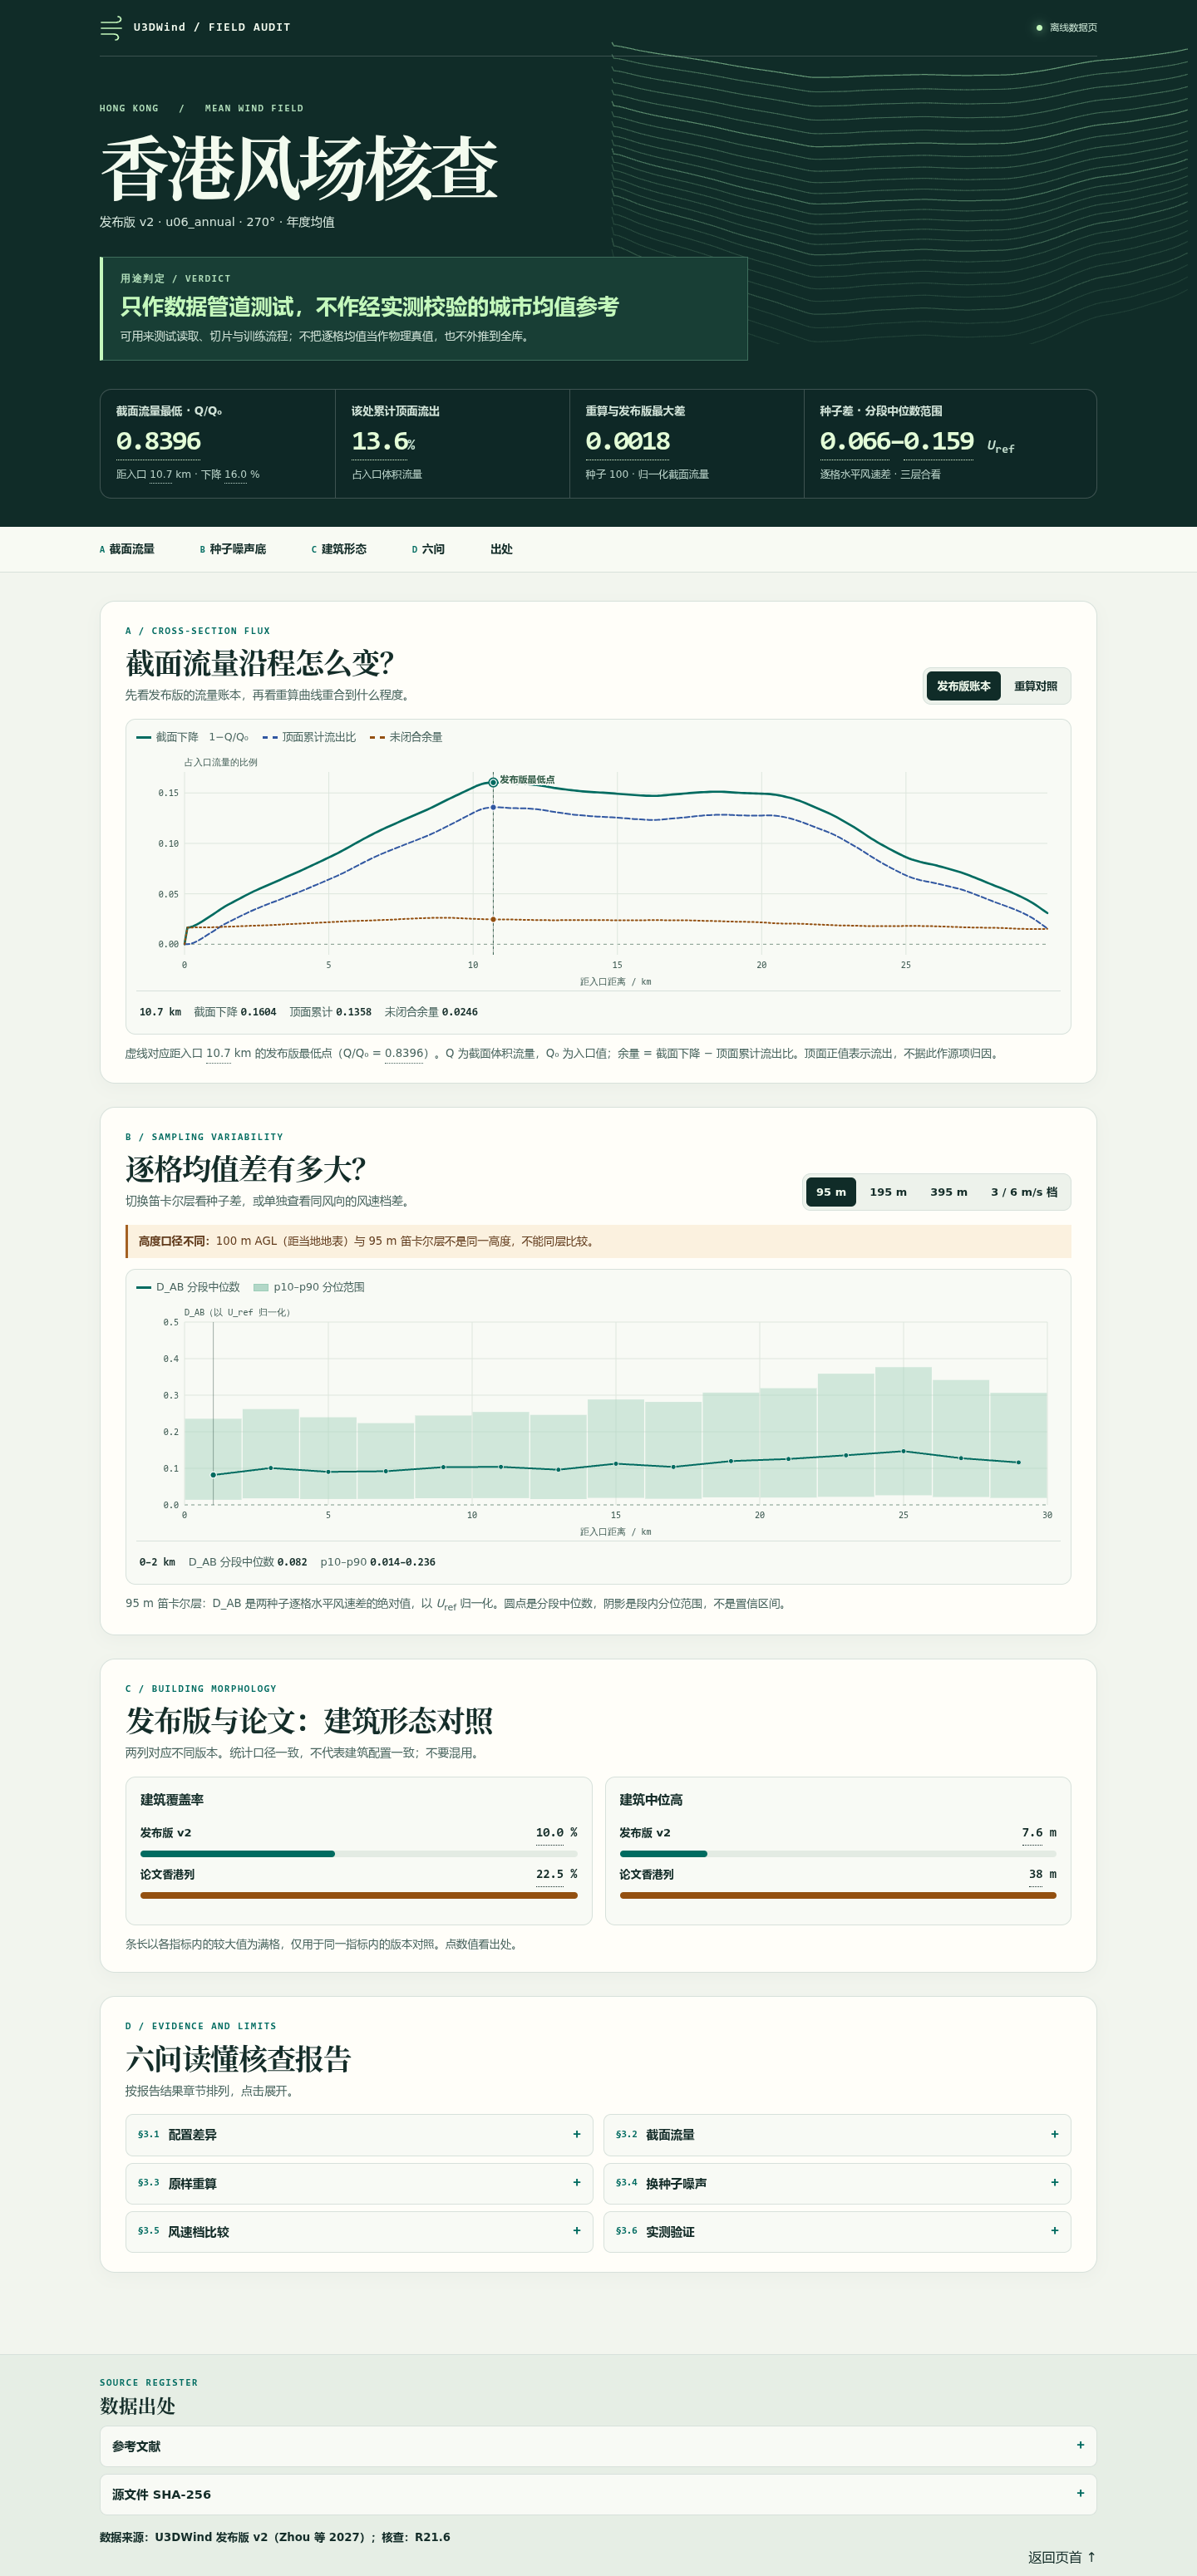 U3DWind / FIELD AUDIT
离线数据页
HONG KONG / MEAN WIND FIELD
香港风场核查
发布版 v2 · u06_annual · 270° · 年度均值
用途判定 / VERDICT
只作数据管道测试，不作经实测校验的城市均值参考
可用来测试读取、切片与训练流程；不把逐格均值当作物理真值，也不外推到全库。
截面流量最低 · Q/Q₀
0.8396
距入口 10.7 km · 下降 16.0 %
该处累计顶面流出
13.6%
占入口体积流量
重算与发布版最大差
0.0018
种子 100 · 归一化截面流量
种子差 · 分段中位数范围
0.066–0.159 Uref
逐格水平风速差 · 三层合看
A 截面流量
B 种子噪声底
C 建筑形态
D 六问
出处
A / CROSS-SECTION FLUX
截面流量沿程怎么变？
先看发布版的流量账本，再看重算曲线重合到什么程度。
发布版账本
重算对照
截面下降 1−Q/Q₀
顶面累计流出比
未闭合余量
占入口流量的比例
发布版最低点
0.15
0.10
0.05
0.00
0 5 10 15 20 25
距入口距离 / km
10.7 km 截面下降 0.1604 顶面累计 0.1358 未闭合余量 0.0246
虚线对应距入口 10.7 km 的发布版最低点（Q/Q₀ = 0.8396）。Q 为截面体积流量，Q₀ 为入口值；余量 = 截面下降 − 顶面累计流出比。顶面正值表示流出，不据此作源项归因。
B / SAMPLING VARIABILITY
逐格均值差有多大？
切换笛卡尔层看种子差，或单独查看同风向的风速档差。
95 m
195 m
395 m
3 / 6 m/s 档
高度口径不同：100 m AGL（距当地地表）与 95 m 笛卡尔层不是同一高度，不能同层比较。
D_AB 分段中位数
p10–p90 分位范围
D_AB（以 U_ref 归一化）
0.5
0.4
0.3
0.2
0.1
0.0
0 5 10 15 20 25 30
距入口距离 / km
0–2 km D_AB 分段中位数 0.082 p10–p90 0.014–0.236
95 m 笛卡尔层：D_AB 是两种子逐格水平风速差的绝对值，以 Uref 归一化。圆点是分段中位数，阴影是段内分位范围，不是置信区间。
C / BUILDING MORPHOLOGY
发布版与论文：建筑形态对照
两列对应不同版本。统计口径一致，不代表建筑配置一致；不要混用。
建筑覆盖率
发布版 v2 10.0 %
论文香港列 22.5 %
建筑中位高
发布版 v2 7.6 m
论文香港列 38 m
条长以各指标内的较大值为满格，仅用于同一指标内的版本对照。点数值看出处。
D / EVIDENCE AND LIMITS
六问读懂核查报告
按报告结果章节排列，点击展开。
§3.1 配置差异 +
§3.2 截面流量 +
§3.3 原样重算 +
§3.4 换种子噪声 +
§3.5 风速档比较 +
§3.6 实测验证 +
SOURCE REGISTER
数据出处
参考文献 +
源文件 SHA-256 +
数据来源：U3DWind 发布版 v2（Zhou 等 2027）；核查：R21.6
返回页首 ↑